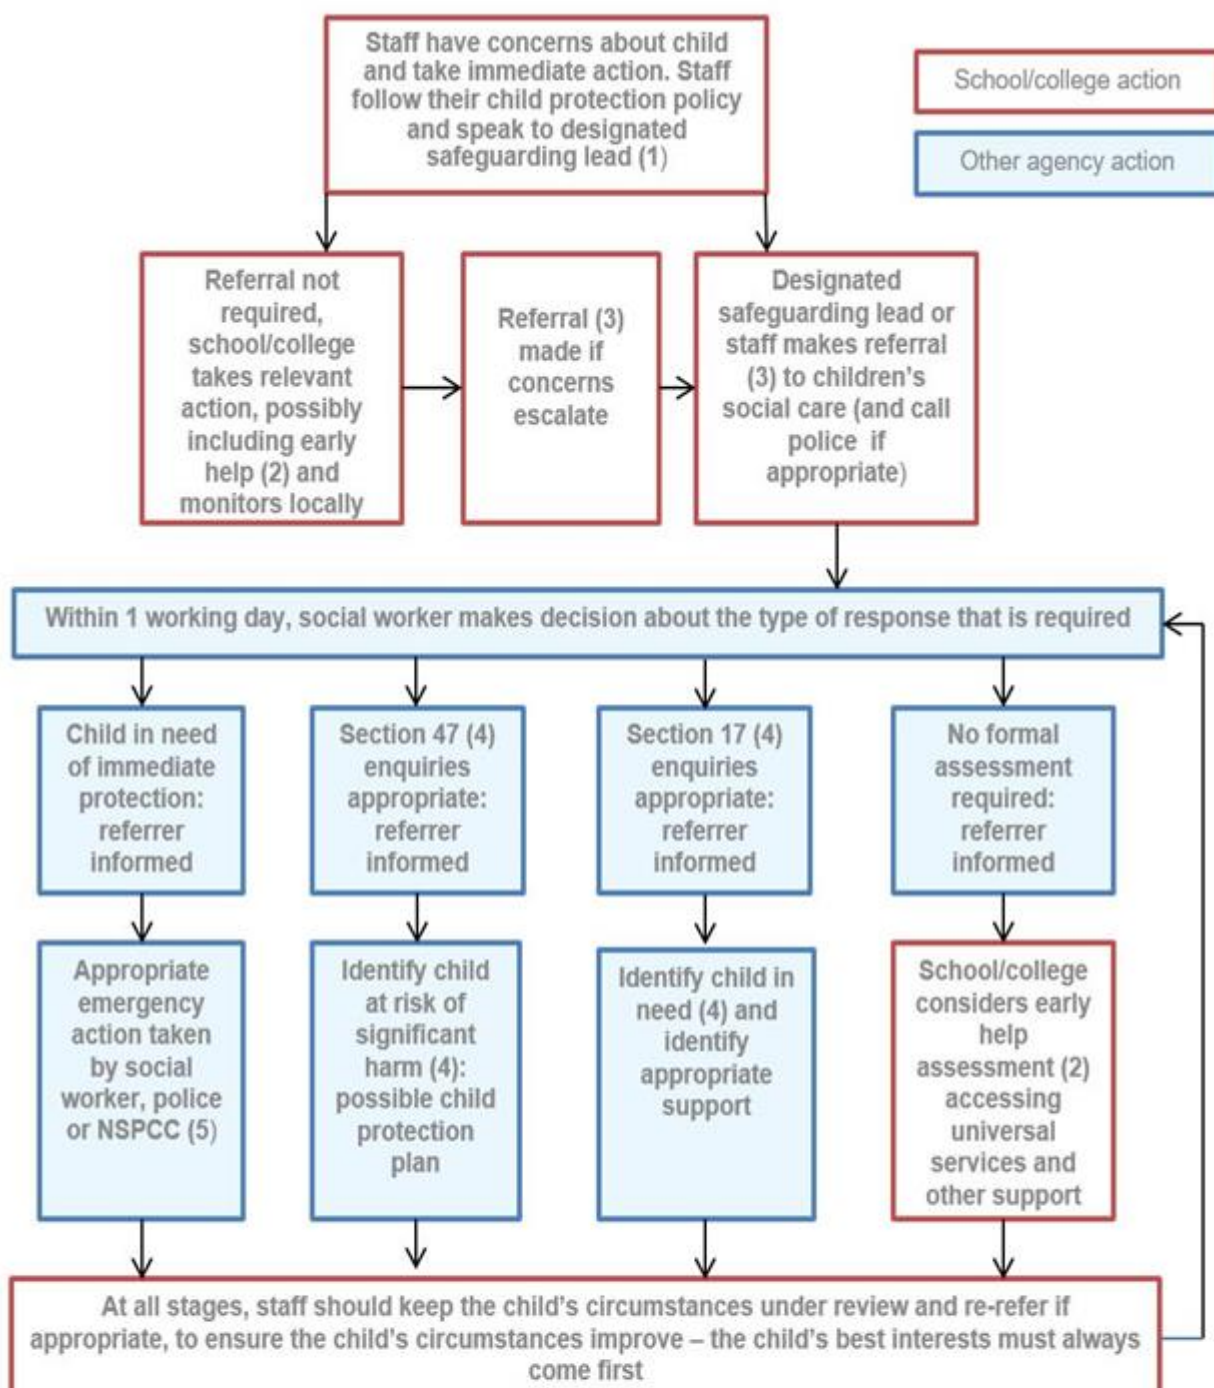 Staff have concerns about child
and take immediate action. Staff
follow their child protection policy
and speak to designated
safeguarding lead (1)
School/college action
Other agency action
Referral not
required,
school/college
takes relevant
action, possibly
including early
help (2) and
monitors locally
Referral (3)
made if
concerns
escalate
Designated
safeguarding lead or
staff makes referral
(3) to children's
social care (and call
police if
appropriate)
Within 1 working day, social worker makes decision about the type of response that is required
Child in need
of immediate
protection:
referrer
informed
Section 47 (4)
enquiries
appropriate:
referrer
informed
Section 17 (4)
enquiries
appropriate:
referrer
informed
No formal
assessment
required:
referrer
informed
Appropriate
emergency
action taken
by social
worker, police
or NSPCC (5)
Identify child
at risk of
significant
harm (4):
possible child
protection
plan
Identify child in
need (4) and
identify
appropriate
support
School/college
considers early
help
assessment (2)
accessing
universal
services and
other support
At all stages, staff should keep the child's circumstances under review and re-refer if
appropriate, to ensure the child's circumstances improve – the child's best interests must always
come first